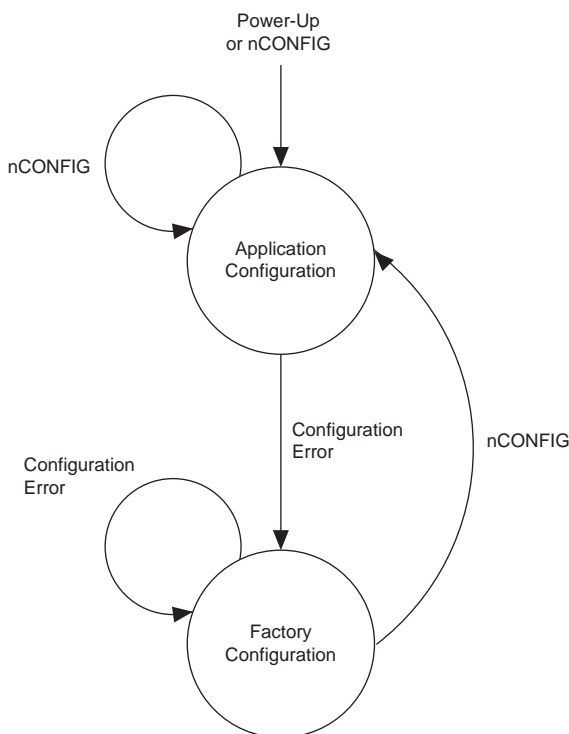 Power-Up
or nCONFIG
nCONFIG
Application
Configuration
Configuration
Error
nCONFIG
Configuration
Error
Factory
Configuration